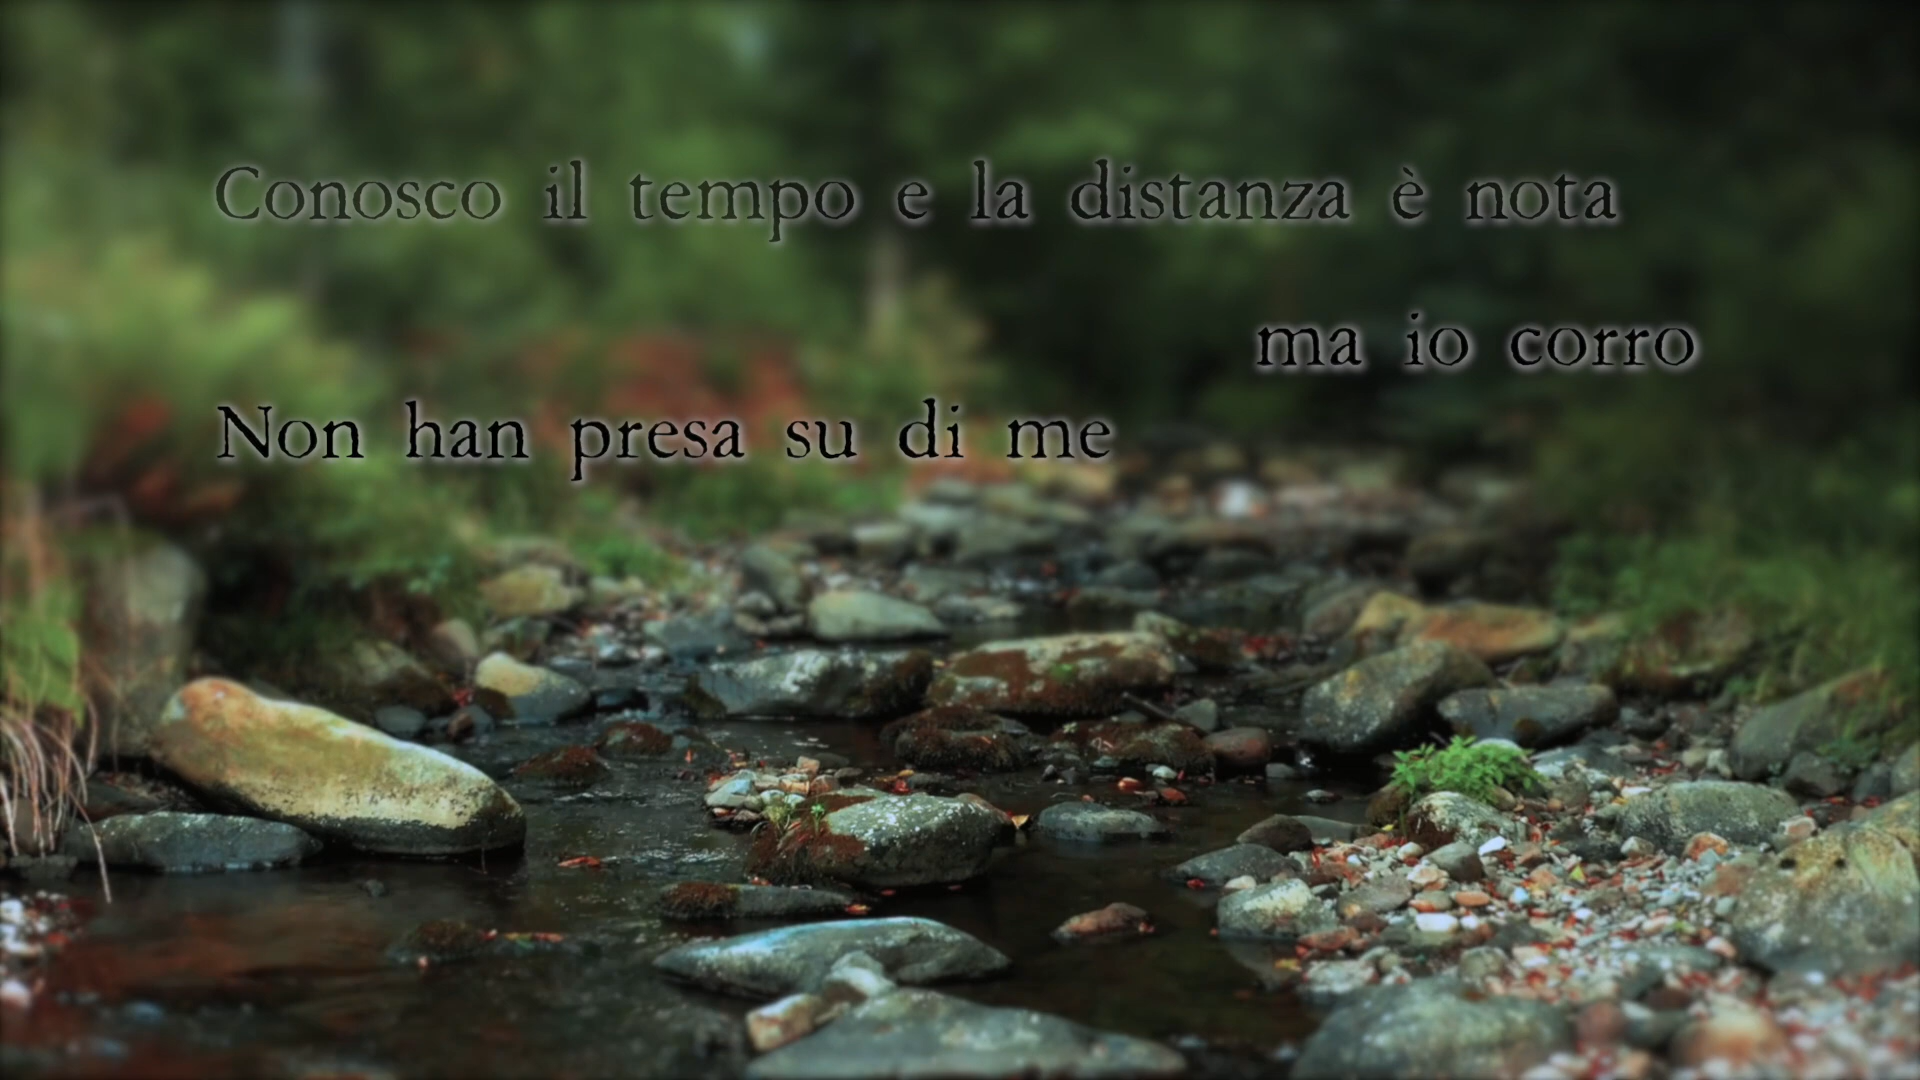 Conosco il tempo e la distanza è nota
ma io corro
Non han presa su di me